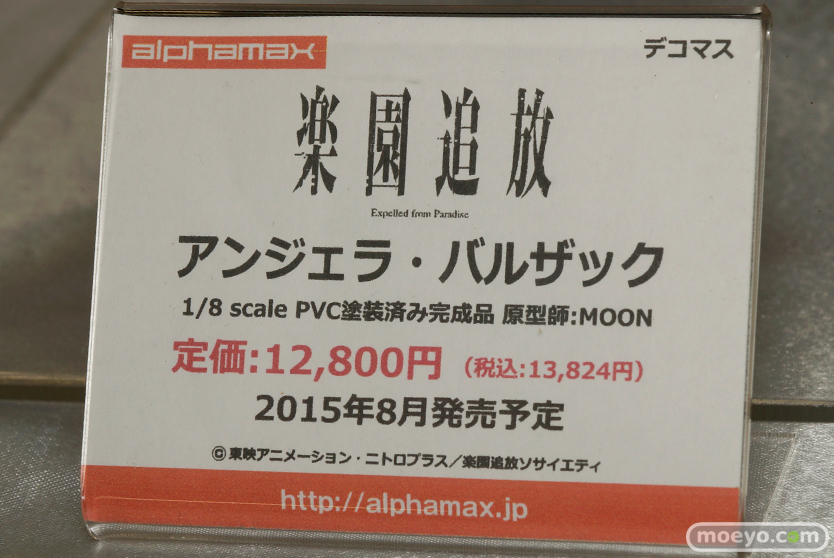 alphamax
デコマス
楽園追放
Expelled from Paradise
アンジェラ・バルザック
1/8 scale PVC塗装済み完成品 原型師:MOON
定価:12,800円（税込:13,824円）
2015年8月発売予定
©東映アニメーション・ニトロプラス／楽園追放ソサイエティ
http://alphamax.jp
moeyo.com